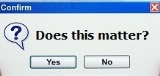 Confirm
Does this matter?
Yes No